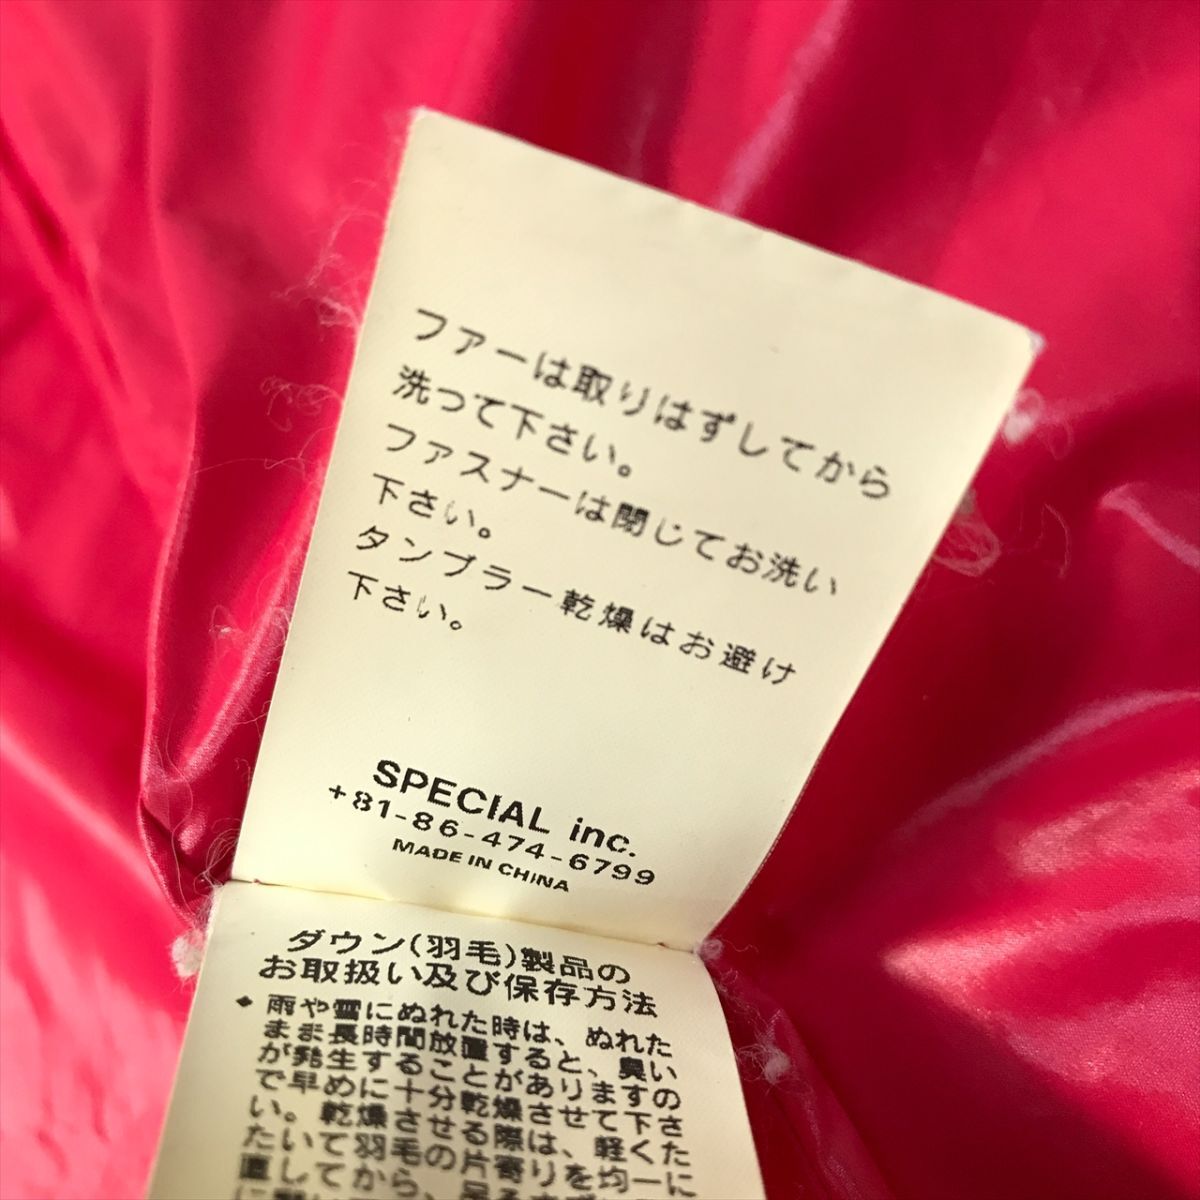 ファーは取りはずしてから
洗って下さい。
ファスナーは閉じてお洗い
下さい。
タンブラー乾燥はお避け
下さい。
SPECIAL inc.
+81-86-474-6799
MADE IN CHINA
ダウン(羽毛)製品の
お取扱い及び保存方法
◆ 雨や雪にぬれた時は、ぬれた
まま長時間放置すると、臭い
が発生することがありますの
で早めに十分乾燥させて下さ
い。乾燥させる際は、軽くた
たいて羽毛の片寄りを均一に
直してから、